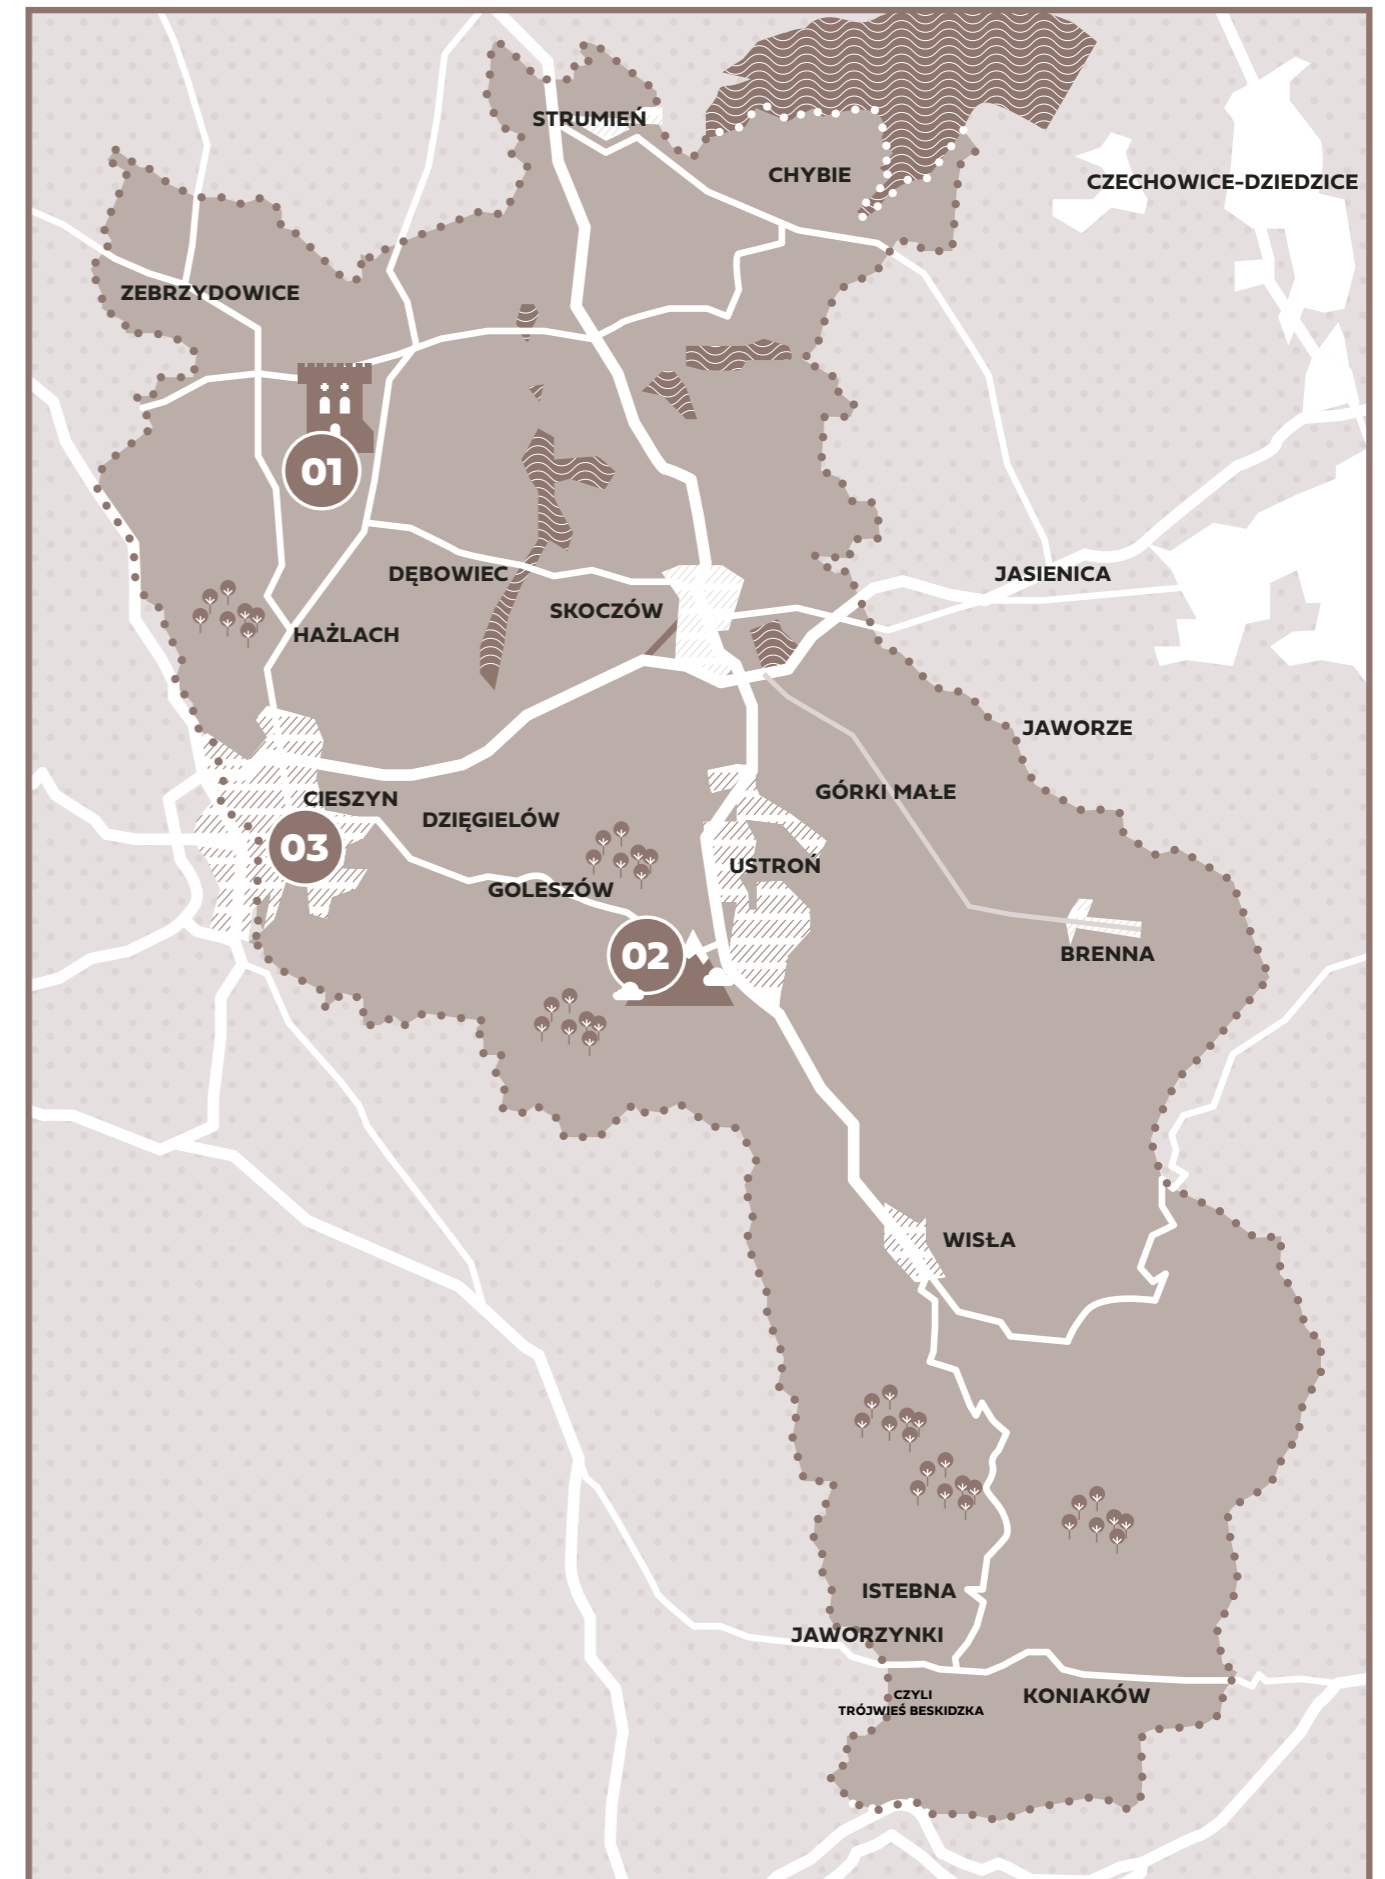 STRUMIEŃ
CHYBIE
CZECHOWICE-DZIEDZICE
ZEBRZYDOWICE
01
DĘBOWIEC
JASIENICA
SKOCZÓW
HAŻLACH
JAWORZE
GÓRKI MAŁE
CIESZYN
DZIĘGIELÓW
03
USTROŃ
GOLESZÓW
02
BRENNA
WISŁA
ISTEBNA
JAWORZYNKI
CZYLI
TRÓJWIEŚ BESKIDZKA
KONIAKÓW